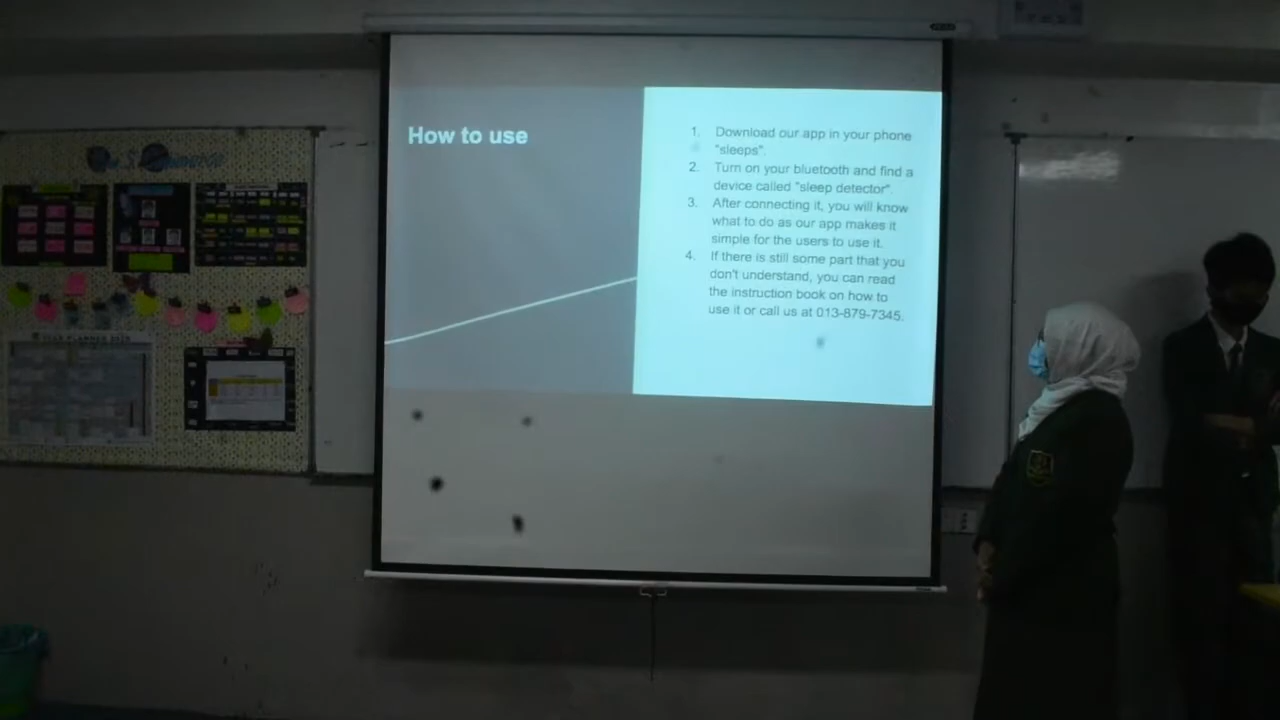 How to use
1. Download our app in your phone
"sleeps".
2. Turn on your bluetooth and find a
device called "sleep detector".
3. After connecting it, you will know
what to do as our app makes it
simple for the users to use it.
4. If there is still some part that you
don't understand, you can read
the instruction book on how to
use it or call us at 013-879-7345.